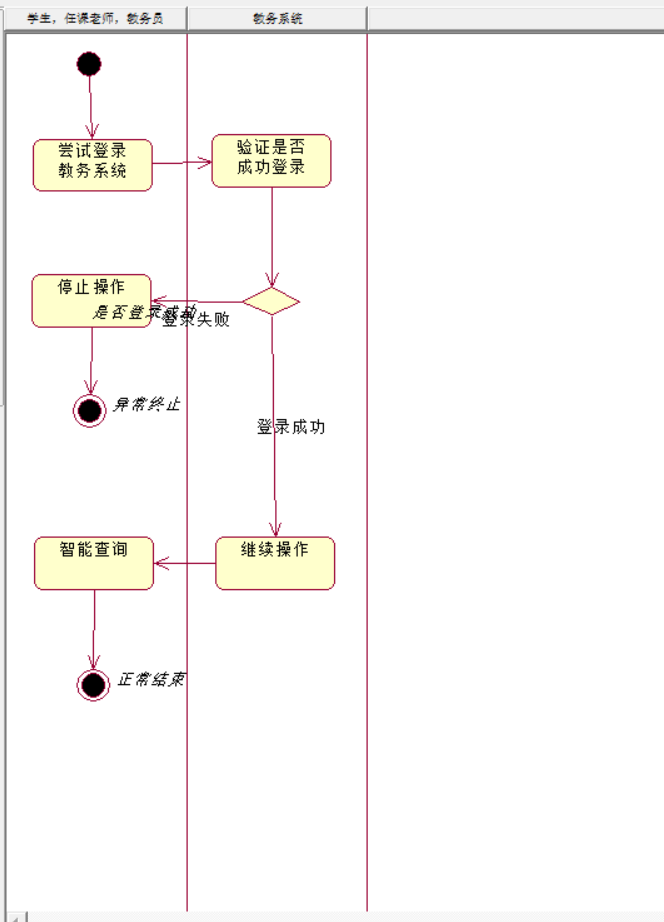 学生，任课老师，教务员
教务系统
尝试登录
教务系统
验证是否
成功登录
停止操作
是否登录成功
登录失败
异常终止
登录成功
智能查询
继续操作
正常结束